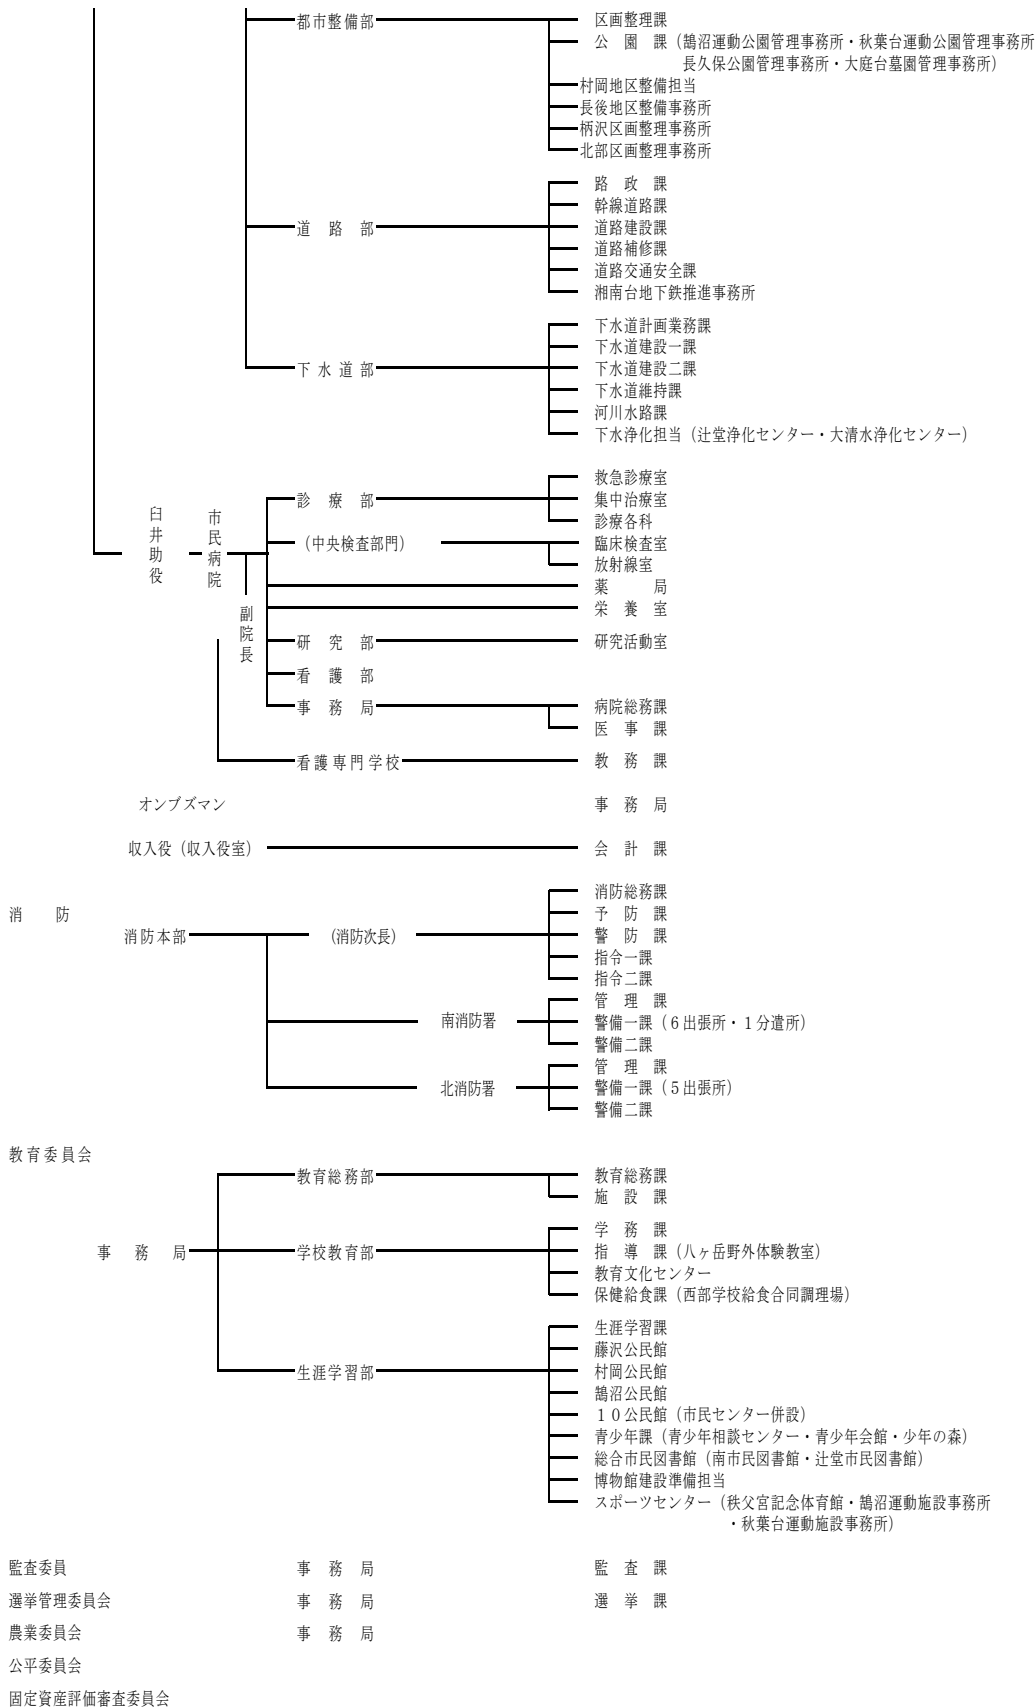 都市整備部
区画整理課
公　園　課（鵠沼運動公園管理事務所・秋葉台運動公園管理事務所
長久保公園管理事務所・大庭台墓園管理事務所）
村岡地区整備担当
長後地区整備事務所
柄沢区画整理事務所
北部区画整理事務所
道　路　部
路　政　課
幹線道路課
道路建設課
道路補修課
道路交通安全課
湘南台地下鉄推進事務所
下水道部
下水道計画業務課
下水道建設一課
下水道建設二課
下水道維持課
河川水路課
下水浄化担当（辻堂浄化センター・大清水浄化センター）
臼井助役
市民病院
副院長
診　療　部
救急診療室
集中治療室
診療各科
（中央検査部門）
臨床検査室
放射線室
薬　　　局
栄　養　室
研　究　部
研究活動室
看　護　部
事　務　局
病院総務課
医　事　課
看護専門学校
教　務　課
オンブズマン
事　務　局
収入役（収入役室）
会　計　課
消　　防
消防本部
（消防次長）
消防総務課
予　防　課
警　防　課
指令一課
指令二課
南消防署
管　理　課
警備一課（６出張所・１分遣所）
警備二課
北消防署
管　理　課
警備一課（５出張所）
警備二課
教育委員会
事　務　局
教育総務部
教育総務課
施　設　課
学校教育部
学　務　課
指　導　課（八ヶ岳野外体験教室）
教育文化センター
保健給食課（西部学校給食合同調理場）
生涯学習部
生涯学習課
藤沢公民館
村岡公民館
鵠沼公民館
１０公民館（市民センター併設）
青少年課（青少年相談センター・青少年会館・少年の森）
総合市民図書館（南市民図書館・辻堂市民図書館）
博物館建設準備担当
スポーツセンター（秩父宮記念体育館・鵠沼運動施設事務所
・秋葉台運動施設事務所）
監査委員　事　務　局　監　査　課
選挙管理委員会　事　務　局　選　挙　課
農業委員会　事　務　局
公平委員会
固定資産評価審査委員会